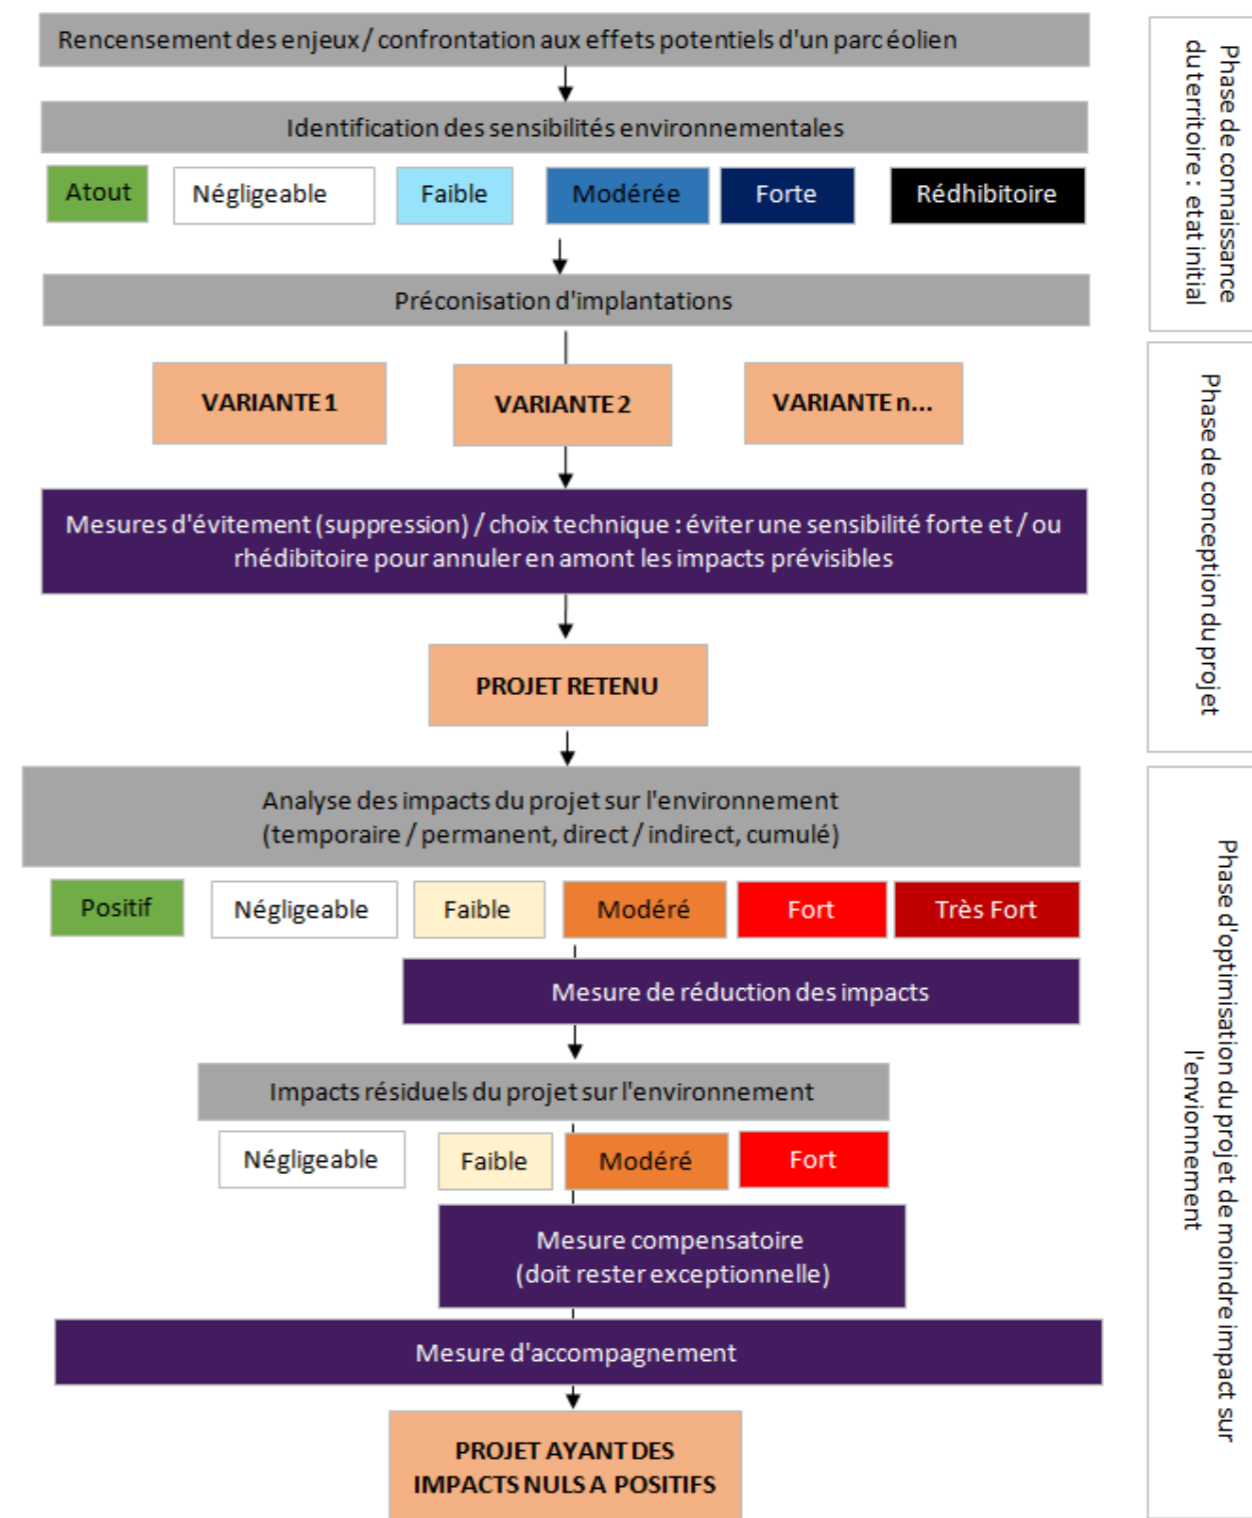 Rencensement des enjeux / confrontation aux effets potentiels d'un parc éolien
Identification des sensibilités environnementales
Atout
Négligeable
Faible
Modérée
Forte
Rédhibitoire
Préconisation d'implantations
Phase de connaissance
du territoire : etat initial
VARIANTE 1
VARIANTE 2
VARIANTE n...
Mesures d'évitement (suppression) / choix technique : éviter une sensibilité forte et / ou
rhédibitoire pour annuler en amont les impacts prévisibles
PROJET RETENU
Phase de conception du projet
Analyse des impacts du projet sur l'environnement
(temporaire / permanent, direct / indirect, cumulé)
Positif
Négligeable
Faible
Modéré
Fort
Très Fort
Mesure de réduction des impacts
Impacts résiduels du projet sur l'environnement
Négligeable
Faible
Modéré
Fort
Mesure compensatoire
(doit rester exceptionnelle)
Mesure d'accompagnement
PROJET AYANT DES
IMPACTS NULS A POSITIFS
Phase d'optimisation du projet de moindre impact sur
l'envionnement